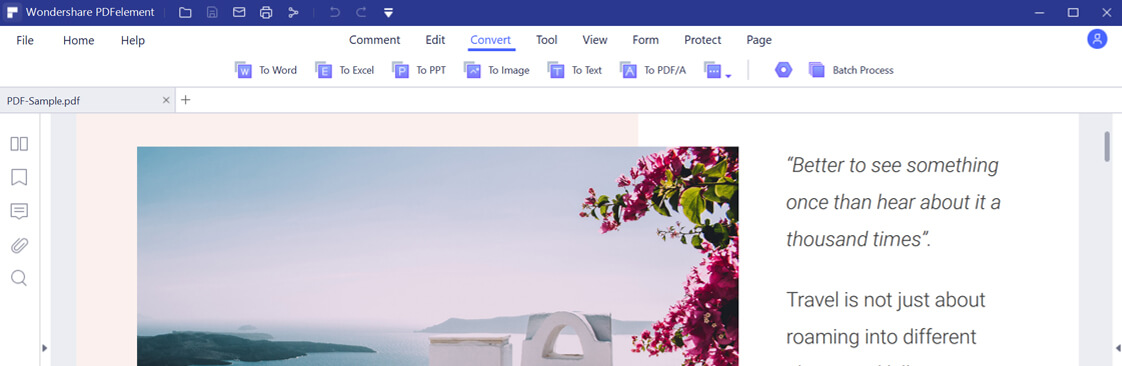 Wondershare PDFelement
File Home Help Comment Edit Convert Tool View Form Protect Page
To Word To Excel To PPT To Image To Text To PDF/A Batch Process
PDF-Sample.pdf
“Better to see something
once than hear about it a
thousand times”.
Travel is not just about
roaming into different